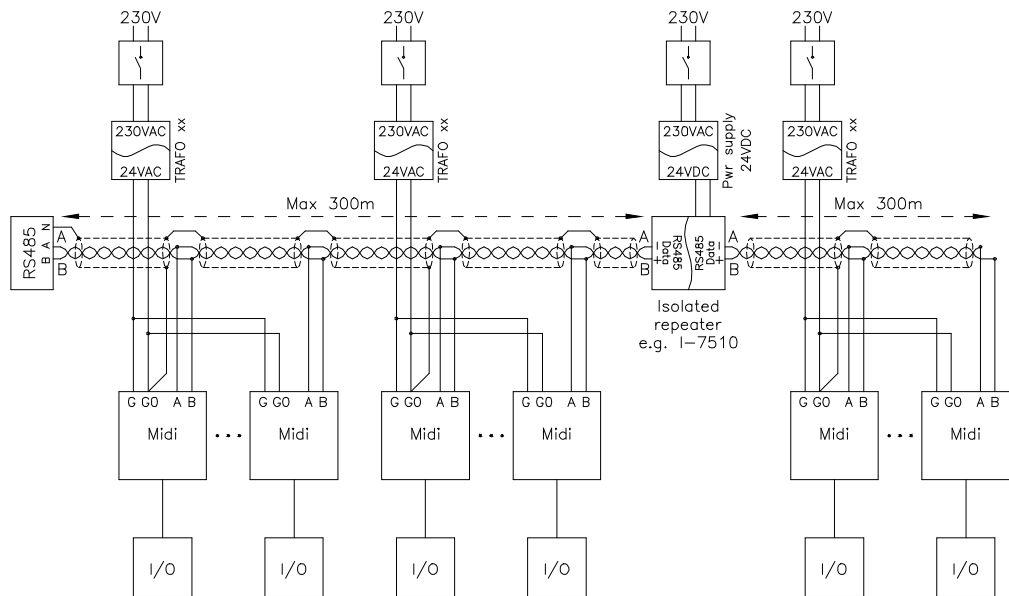 230V 230V 230V 230V
230VAC 230VAC 230VAC 230VAC
24VAC 24VAC 24VDC 24VAC
TRAFO xx
TRAFO xx
Pwr supply
24VDC
TRAFO xx
Max 300m Max 300m
RS485
N
A
B
A
B
A
B
Data
RS485
− +
RS485
Data
− +
A
B
Isolated
repeater
e.g. I-7510
G G0 A B G G0 A B G G0 A B G G0 A B G G0 A B G G0 A B
Midi ... Midi Midi ... Midi Midi ... Midi
I/O I/O I/O I/O I/O I/O